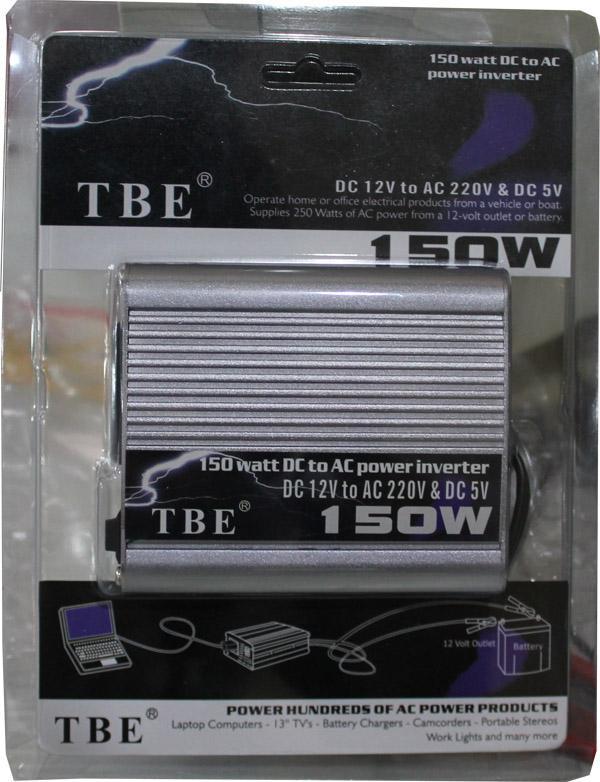 150 watt DC to AC
power inverter
TBE®
DC 12V to AC 220V & DC 5V
Operate home or office electrical products from a vehicle or boat.
Supplies 250 Watts of AC power from a 12-volt outlet or battery.
150W
150 watt DC to AC power inverter
DC 12V to AC 220V & DC 5V
TBE®
150W
12 Volt Outlet
Battery
TBE®
POWER HUNDREDS OF AC POWER PRODUCTS
Laptop Computers - 13" TV's - Battery Chargers - Camcorders - Portable Stereos
Work Lights and many more